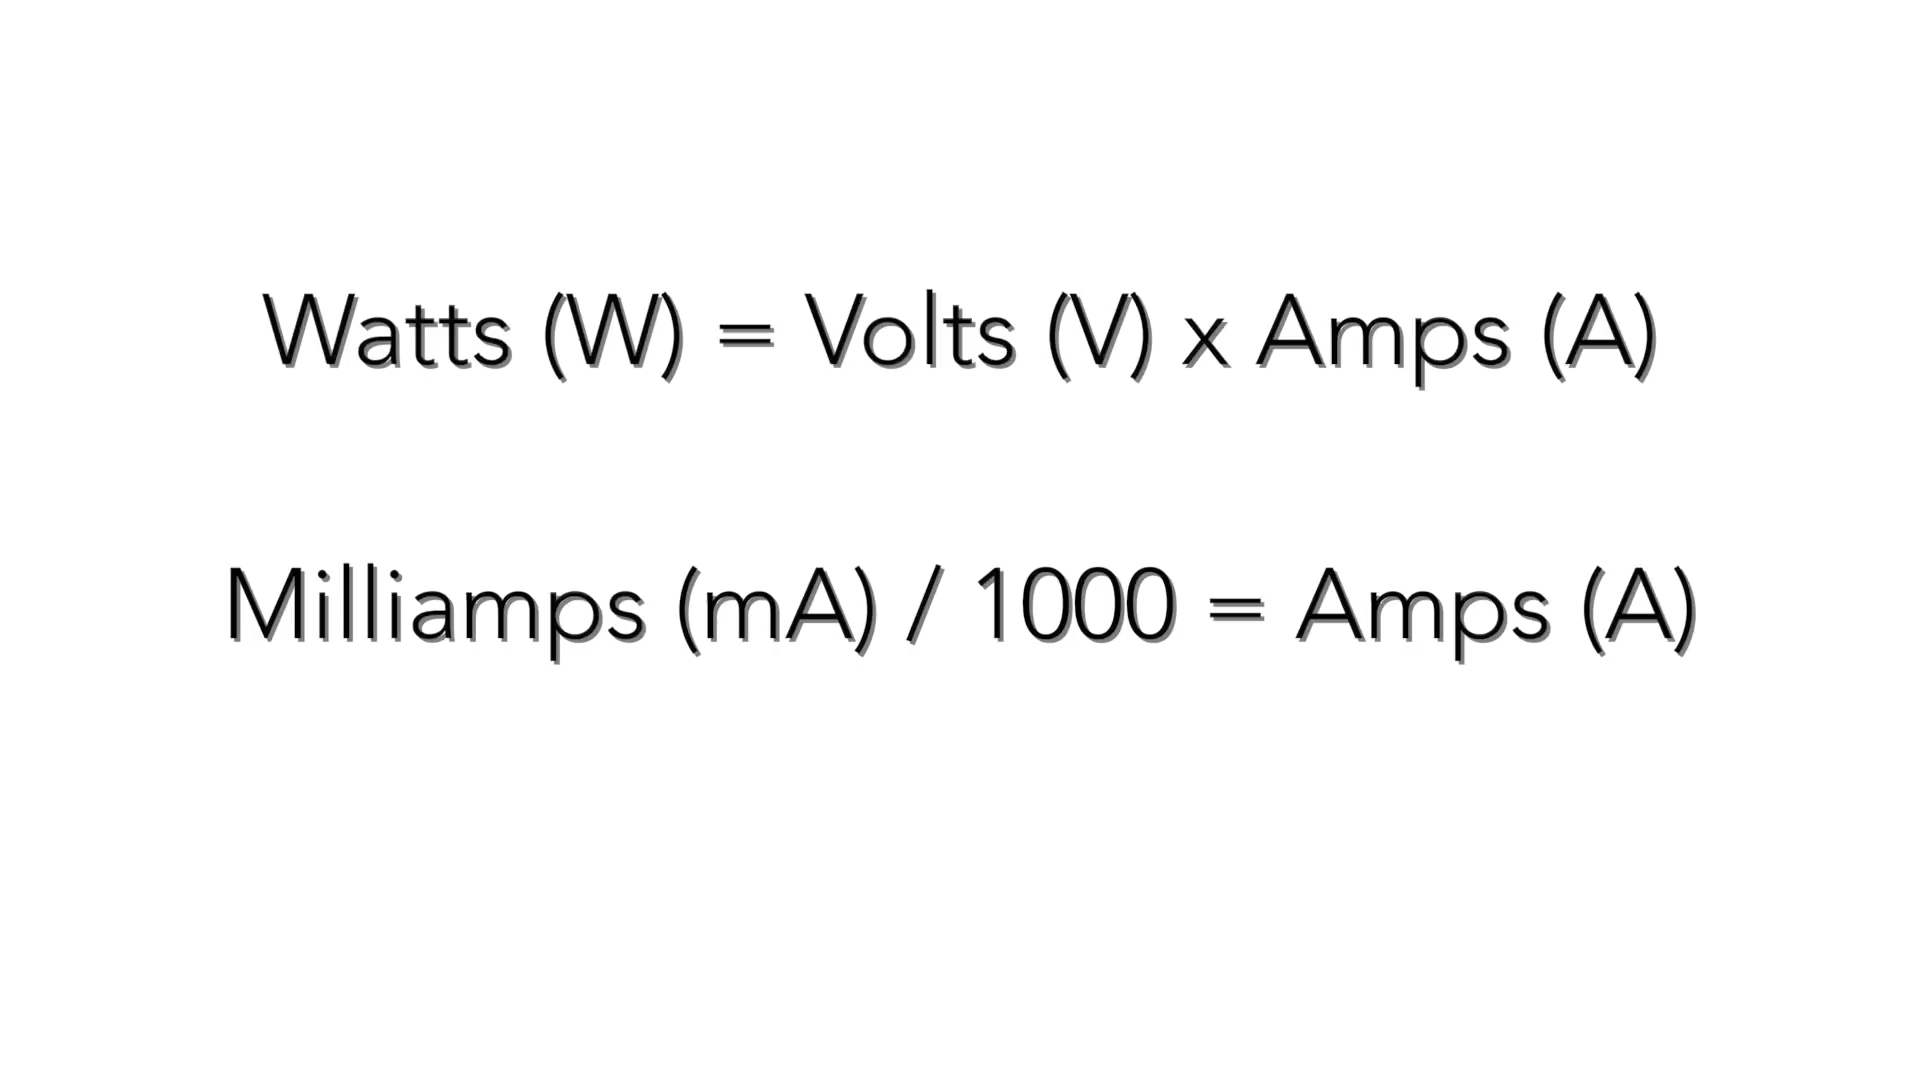 Watts (W) = Volts (V) x Amps (A)
Milliamps (mA) / 1000 = Amps (A)